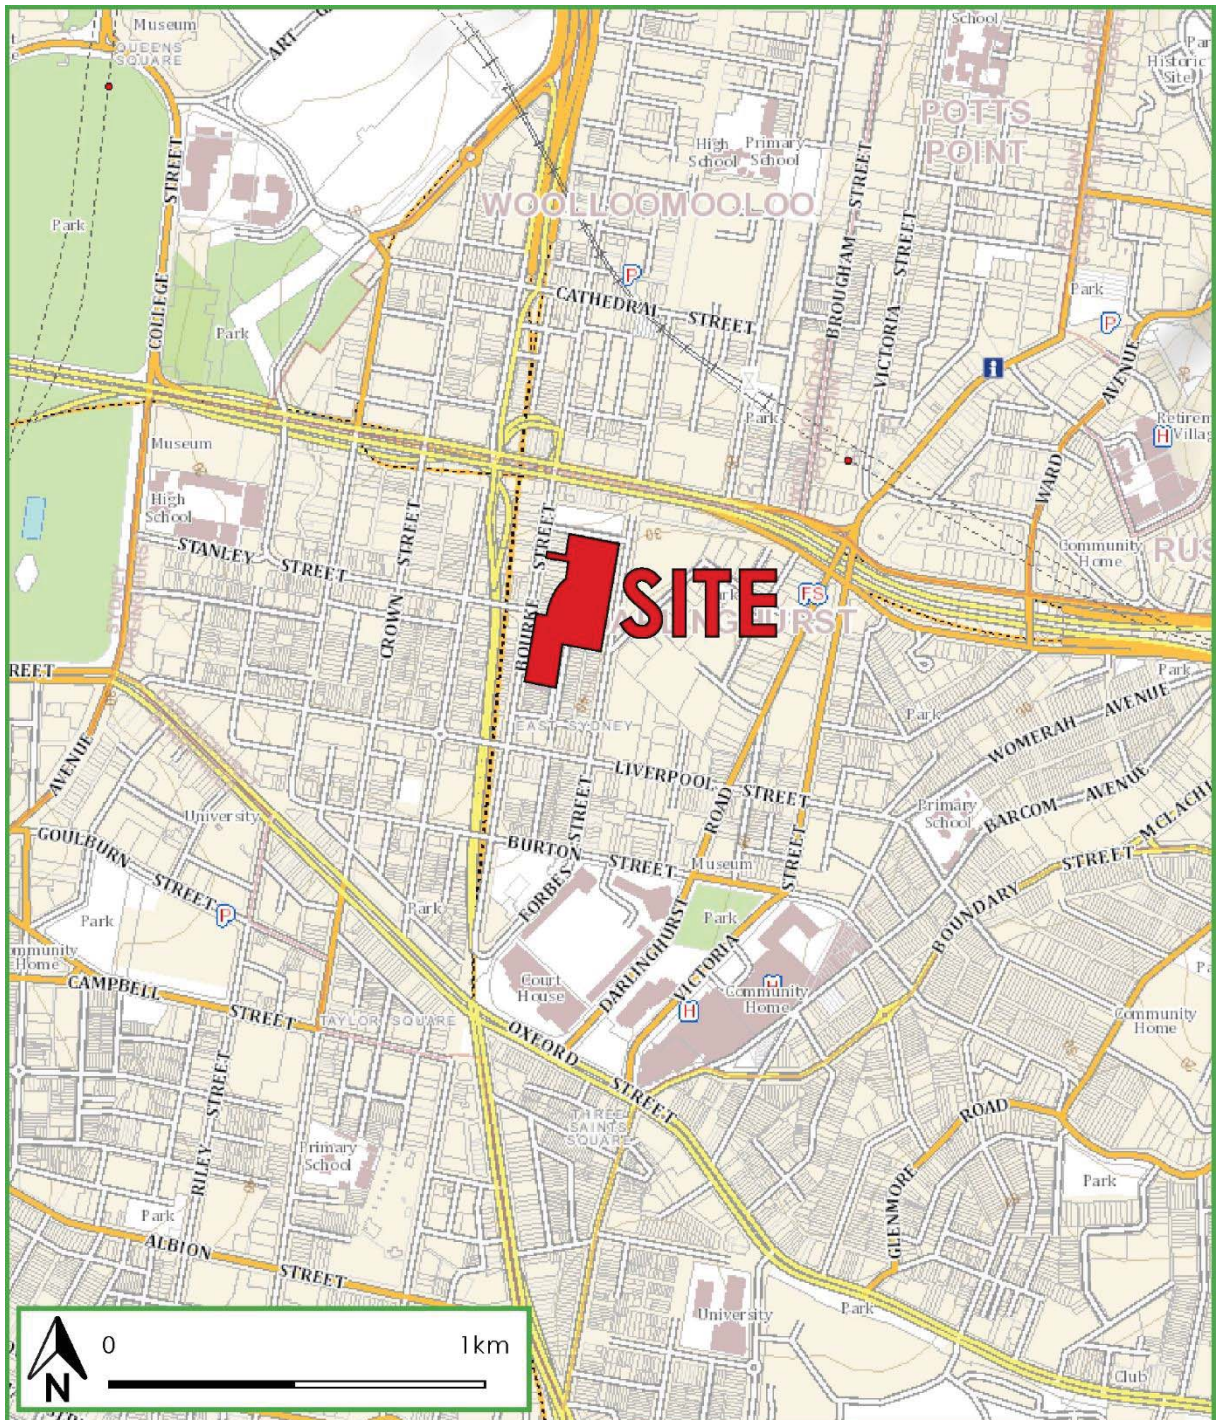 Museum
QUEENS
SQUARE
ART
School
Historic
Site
POTTS
POINT
High
School
Primary
School
WOOLLOOMOOLOO
COLLEGE STREET
Park
P
CATHEDRAL STREET
BROUGHAM STREET
VICTORIA STREET
Park
P
Park
i
WARD AVENUE
Park
Museum
High
School
H
STANLEY STREET
CROWN STREET
BOURKE STREET
30
SITE
FS
Community
Home
STREET
Park
Park
WOMERAH AVENUE
EAST SYDNEY
AVENUE
LIVERPOOL STREET
BARCOM AVENUE
Primary
School
University
GOULBURN STREET
BURTON STREET
Museum
BOUNDARY STREET
FORBES STREET
DARLINGHURST ROAD
VICTORIA STREET
Park
P
Park
Park
Home
CAMPBELL STREET
TAYLOR SQUARE
Court
House
H
H
Community
Home
Community
Home
OXFORD STREET
THREE
SAINTS
SQUARE
RILEY STREET
Primary
School
GLENMORE ROAD
Park
Park
ALBION STREET
University
Park
Club
N
0
1km